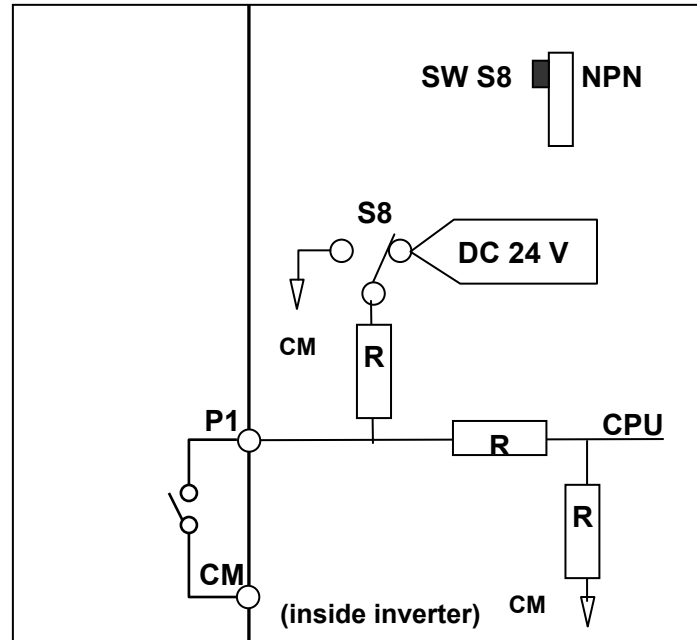 SW S8 NPN
S8
DC 24 V
CM
R
P1
R
CPU
R
CM
(inside inverter)
CM